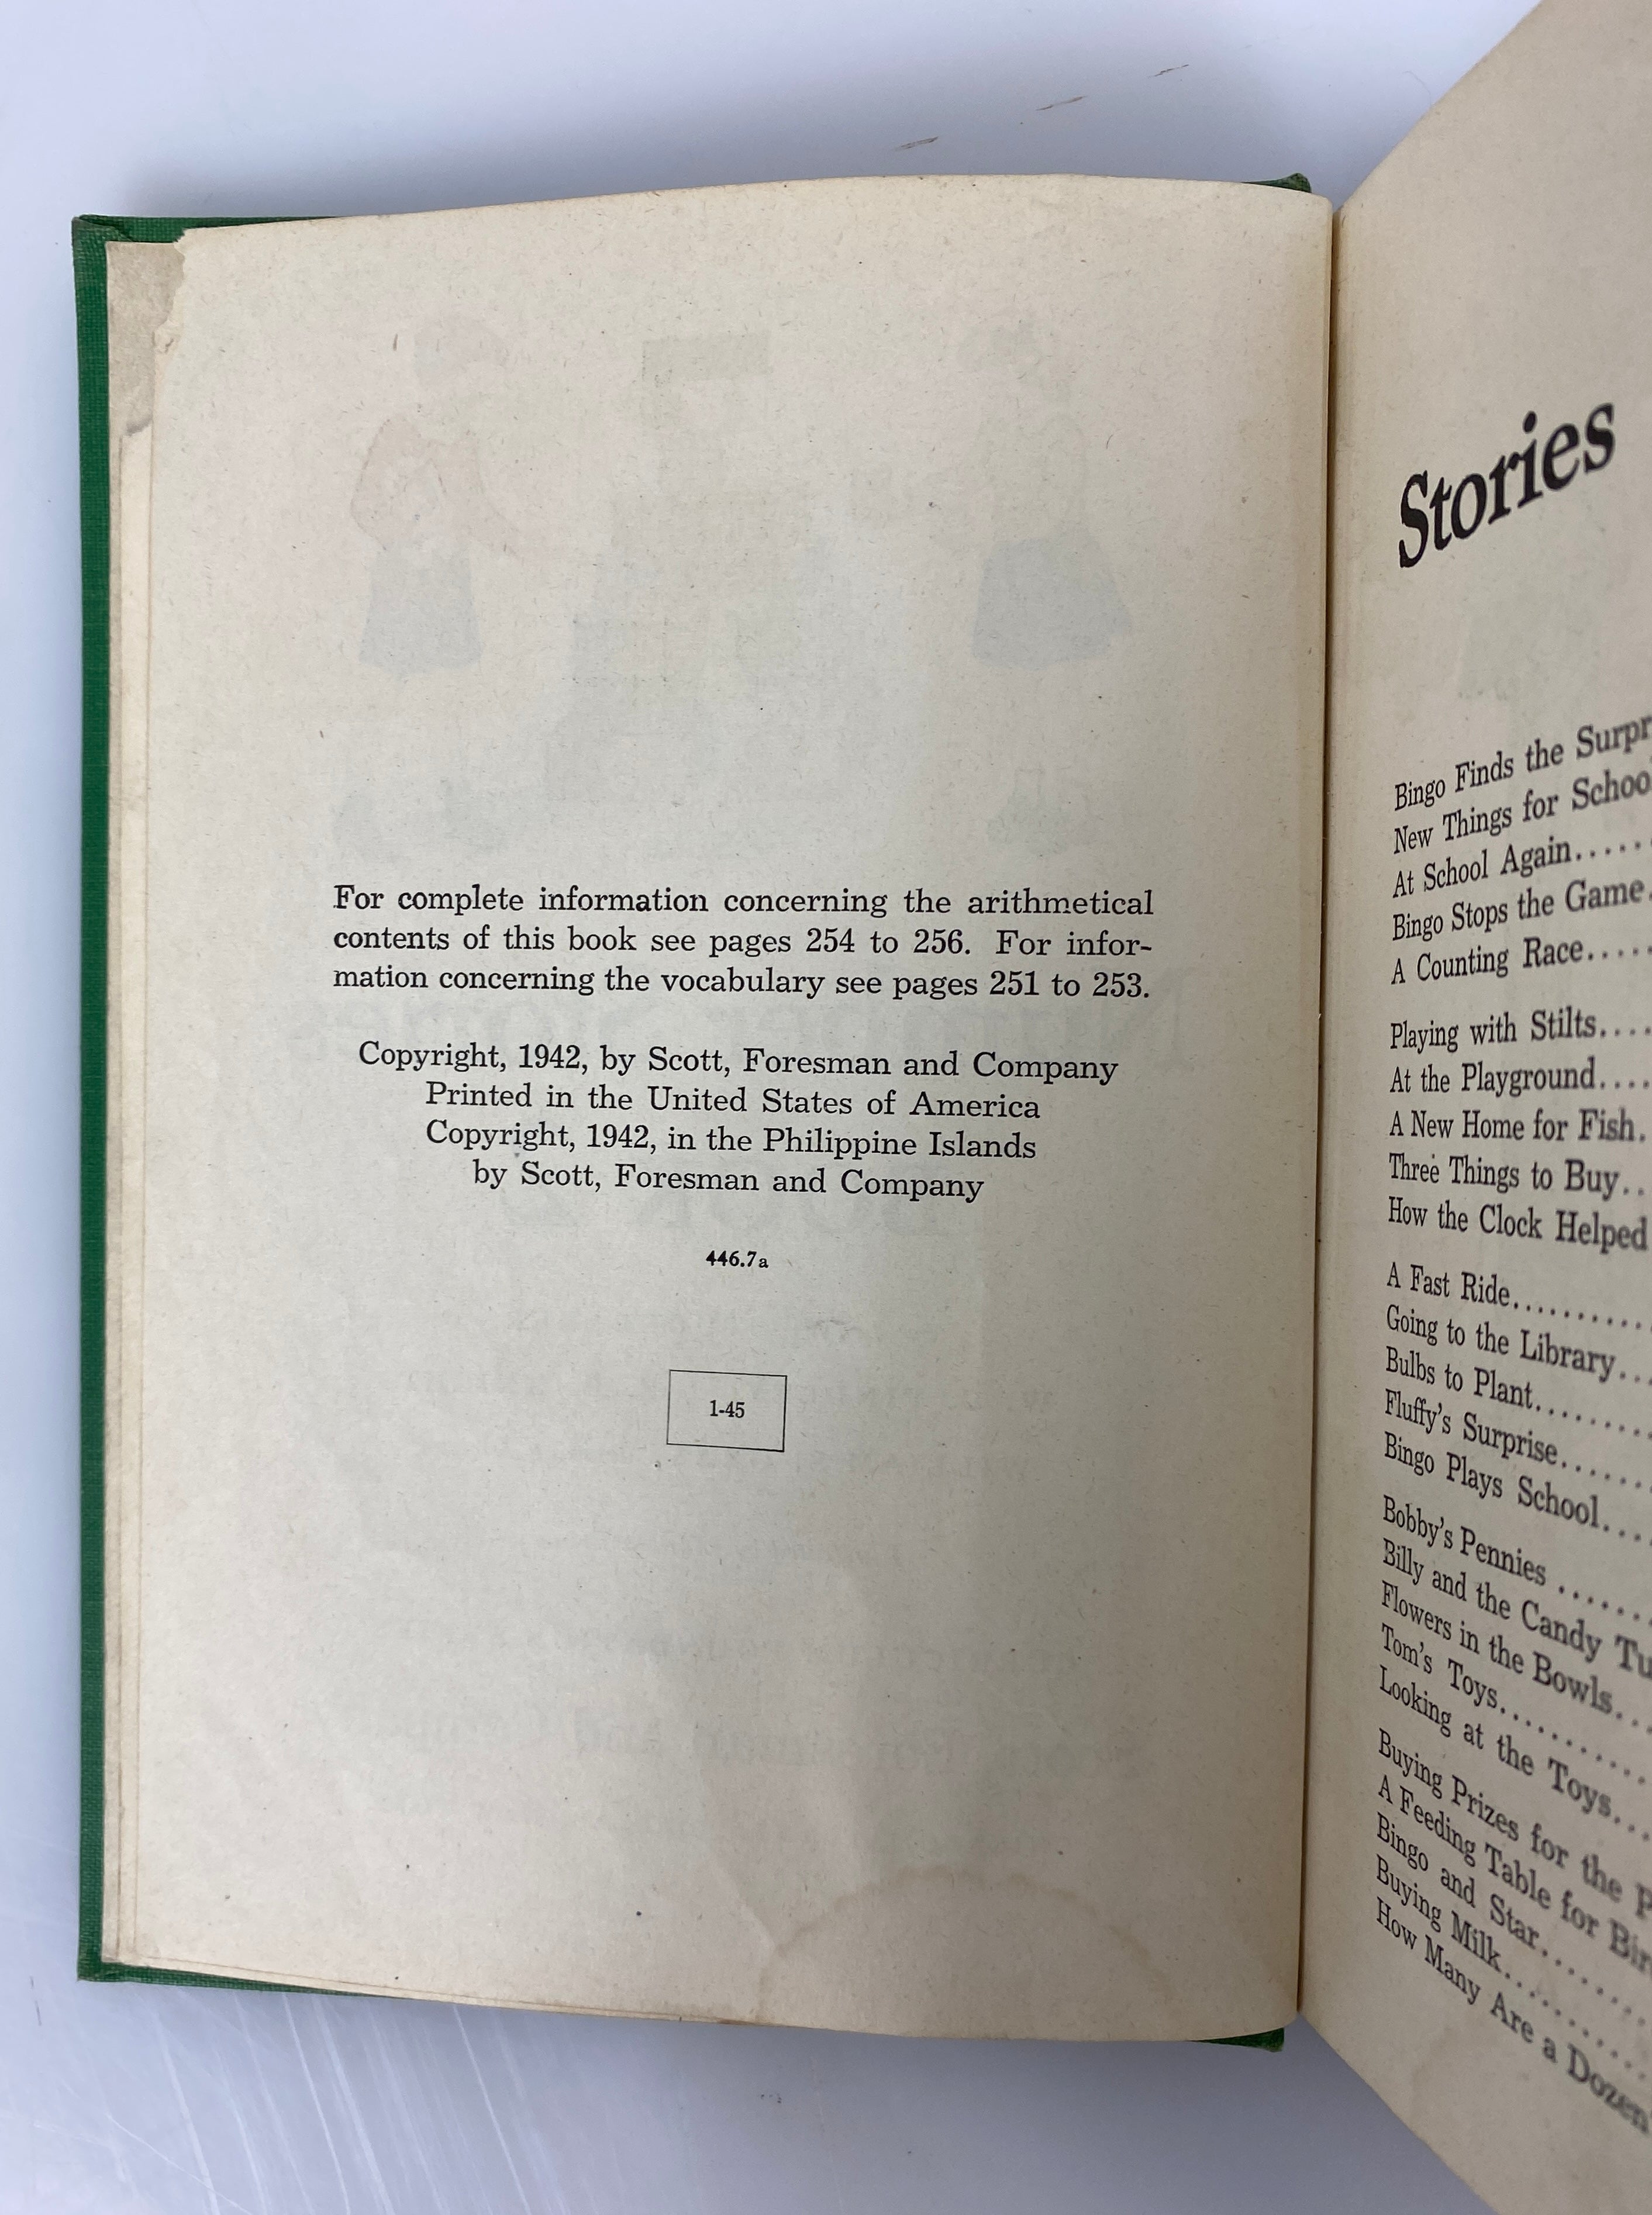 For complete information concerning the arithmetical
contents of this book see pages 254 to 256. For infor-
mation concerning the vocabulary see pages 251 to 253.
Copyright, 1942, by Scott, Foresman and Company
Printed in the United States of America
Copyright, 1942, in the Philippine Islands
by Scott, Foresman and Company
446.7a
1-45
Stories
Bingo Finds the Surpr
New Things for School
At School Again.....
Bingo Stops the Game.
A Counting Race.....
Playing with Stilts....
At the Playground....
A New Home for Fish.
Three Things to Buy..
How the Clock Helped
A Fast Ride..........
Going to the Library...
Bulbs to Plant........
Fluffy's Surprise.......
Bingo Plays School....
Bobby's Pennies .......
Billy and the Candy Tu
Flowers in the Bowls...
Tom's Toys..........
Looking at the Toys...
Buying Prizes for the P
A Feeding Table for Bir
Bingo and Star........
Buying Milk..........
How Many Are a Dozen